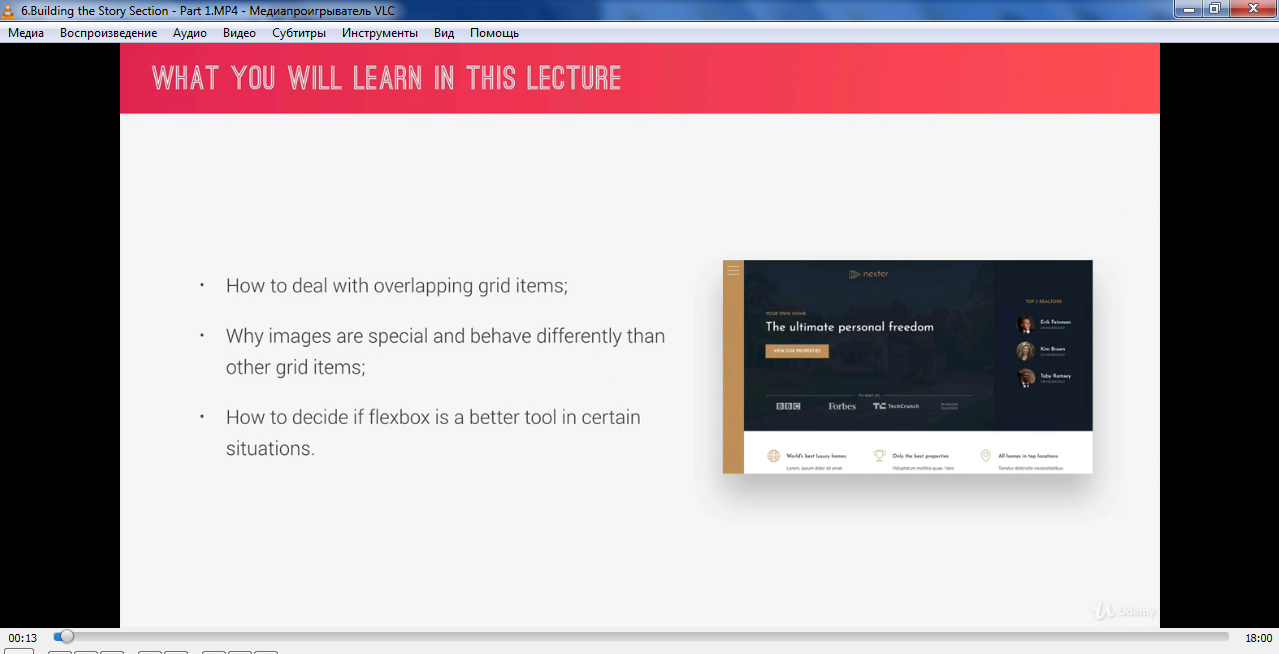 6.Building the Story Section - Part 1.MP4 - Медиапроигрыватель VLC
Медиа Воспроизведение Аудио Видео Субтитры Инструменты Вид Помощь
WHAT YOU WILL LEARN IN THIS LECTURE
· How to deal with overlapping grid items;
· Why images are special and behave differently than
other grid items;
· How to decide if flexbox is a better tool in certain
situations.
nexter
YOUR OWN HOME:
The ultimate personal freedom
VIEW OUR PROPERTIES
As seen on
BBC Forbes TC TechCrunch
TOP 3 REALTORS
Erik Feinman
Kim Brown
Toby Ramsey
World's best luxury homes
Lorem, ipsum dolor sit amet
Only the best properties
Voluptatum mollitia quae. Vero
All homes in top locations
Tenetur distinctio necessitatibus
Udemy
00:13 18:00